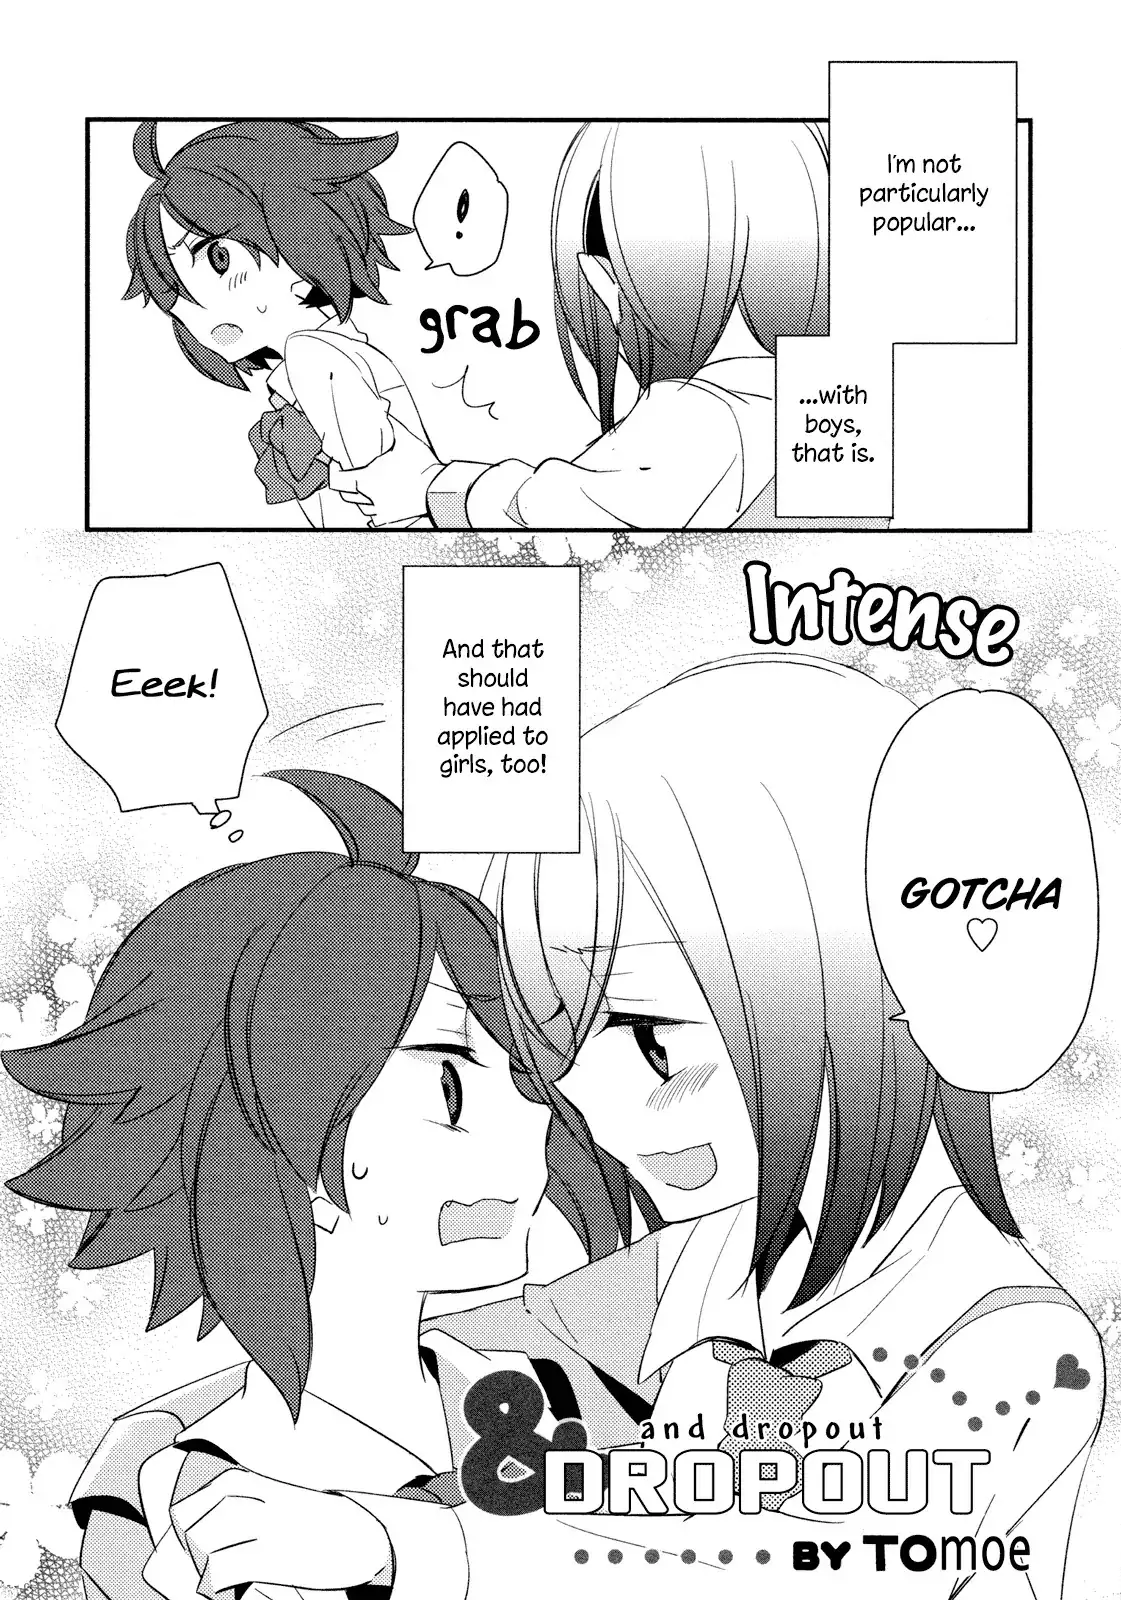 I'm not
particularly
popular...
...with
boys,
that is.
!
grab
Intense
GOTCHA
♡
And that
should
have had
applied to
girls, too!
Eeek!
and dropout
& DROPOUT
BY TOmoe